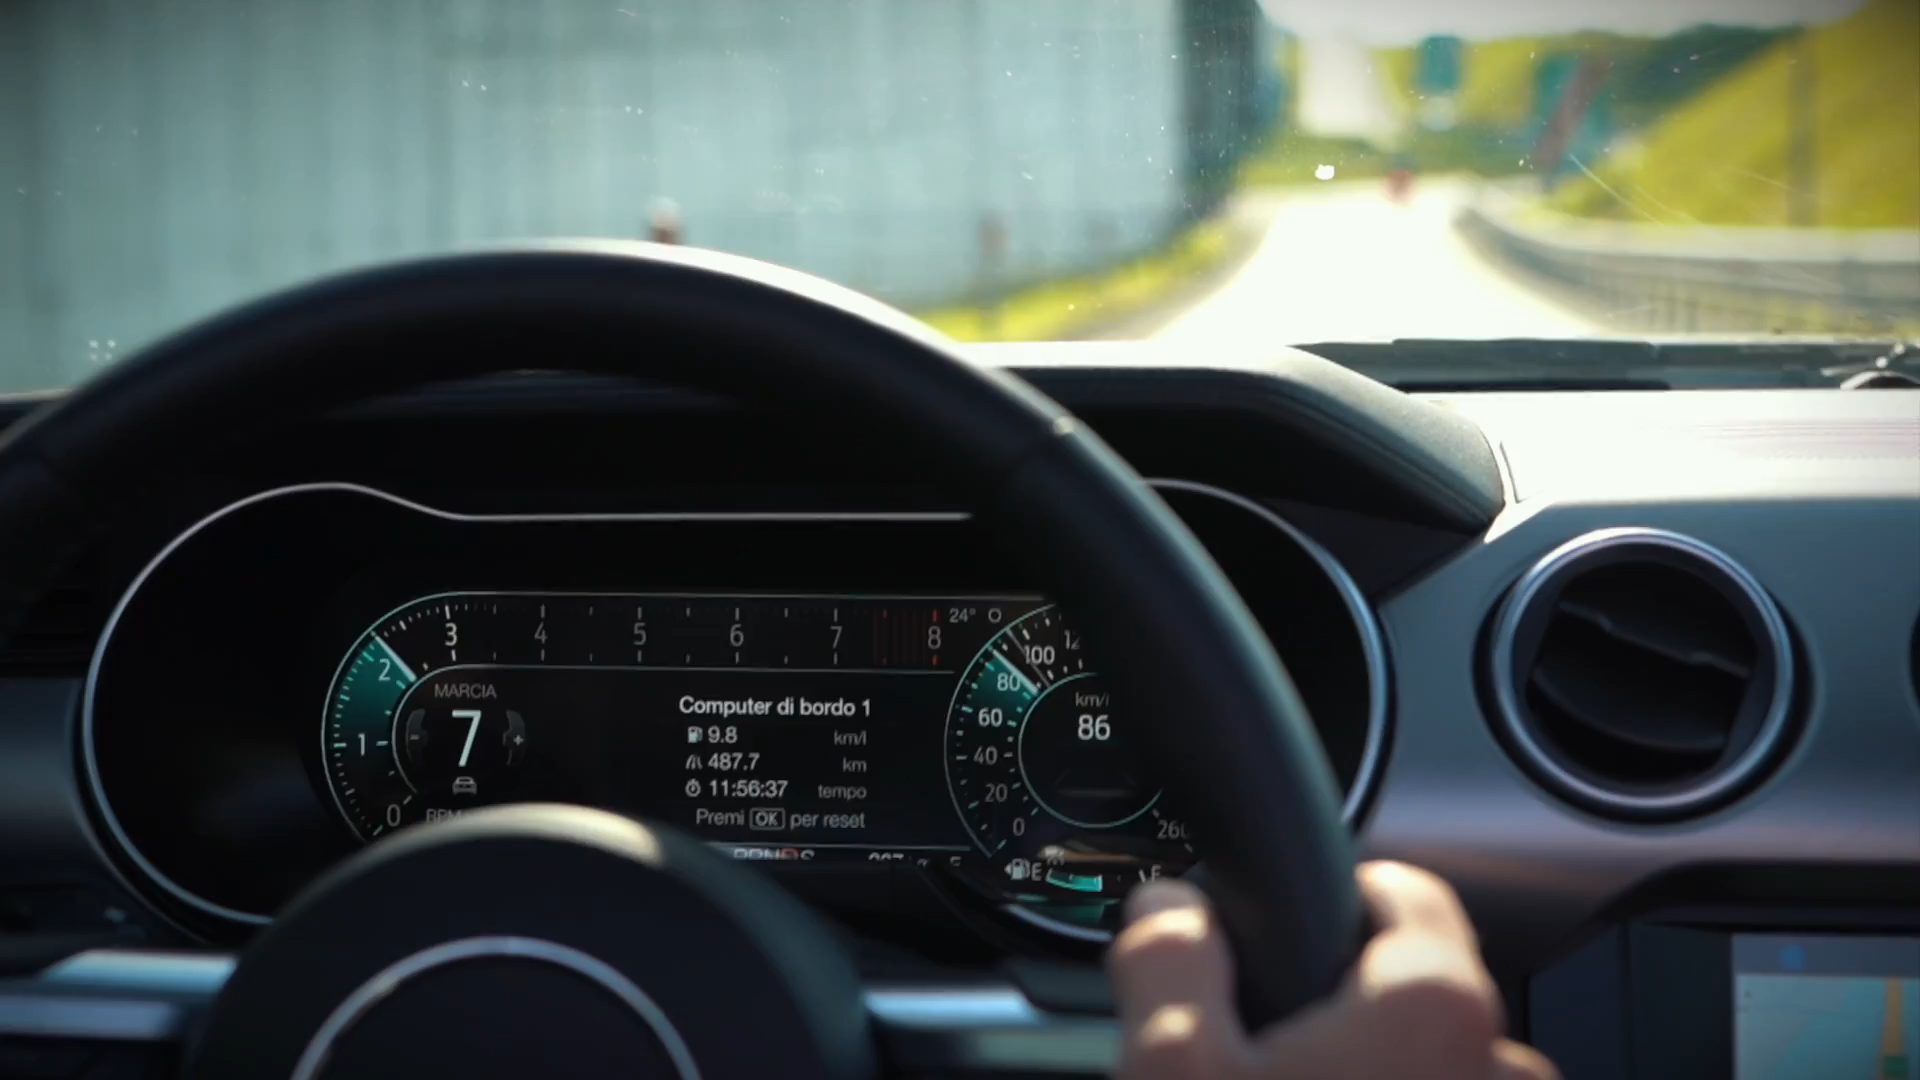 3 4 5 6 7 8 24°
2
1
0
MARCIA
7
- +
RPM
Computer di bordo 1
9.8 km/l
487.7 km
11:56:37 tempo
Premi OK per reset
100
80
60
40
20
0
260
km/
86
E F